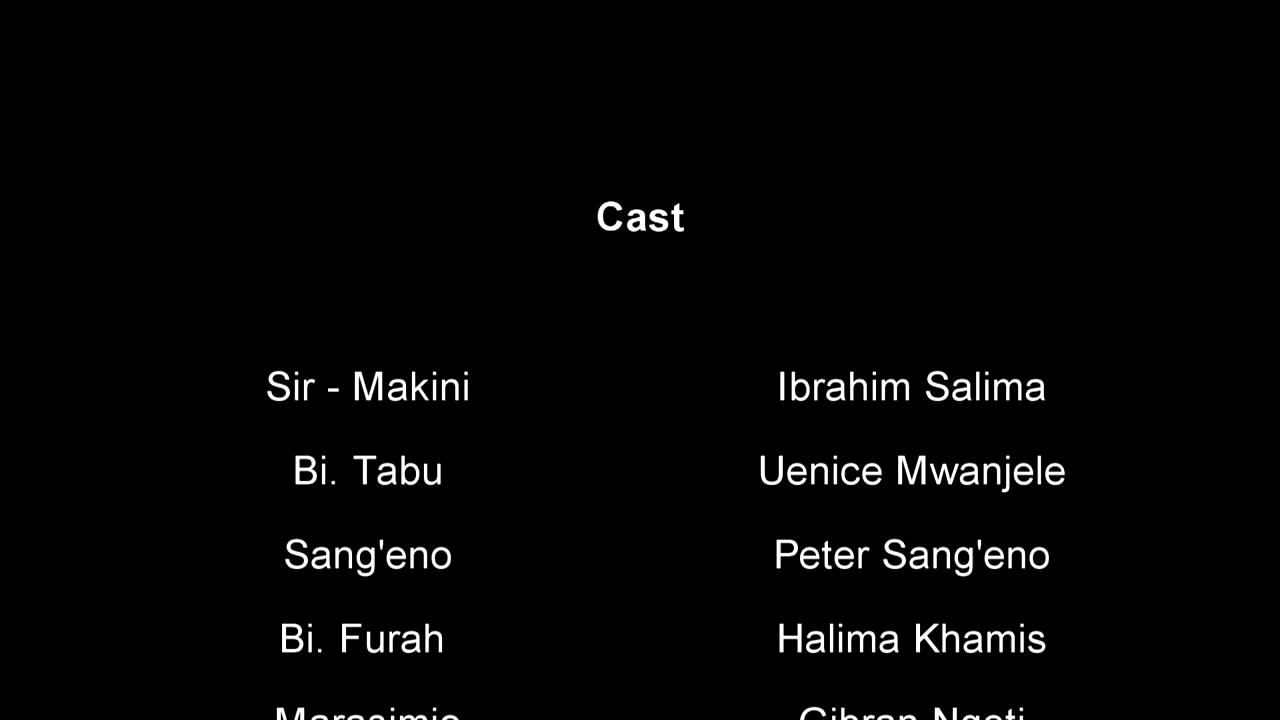 Cast
Sir - Makini Ibrahim Salima
Bi. Tabu Uenice Mwanjele
Sang'eno Peter Sang'eno
Bi. Furah Halima Khamis